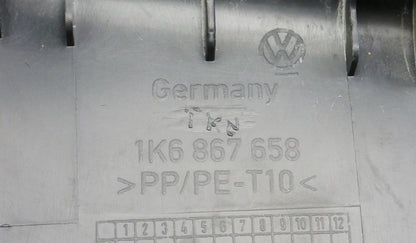 Germany
1K6 867 658
>PP/PE-T10<
1 2 3 4 5 6 7 8 9 10 11 12